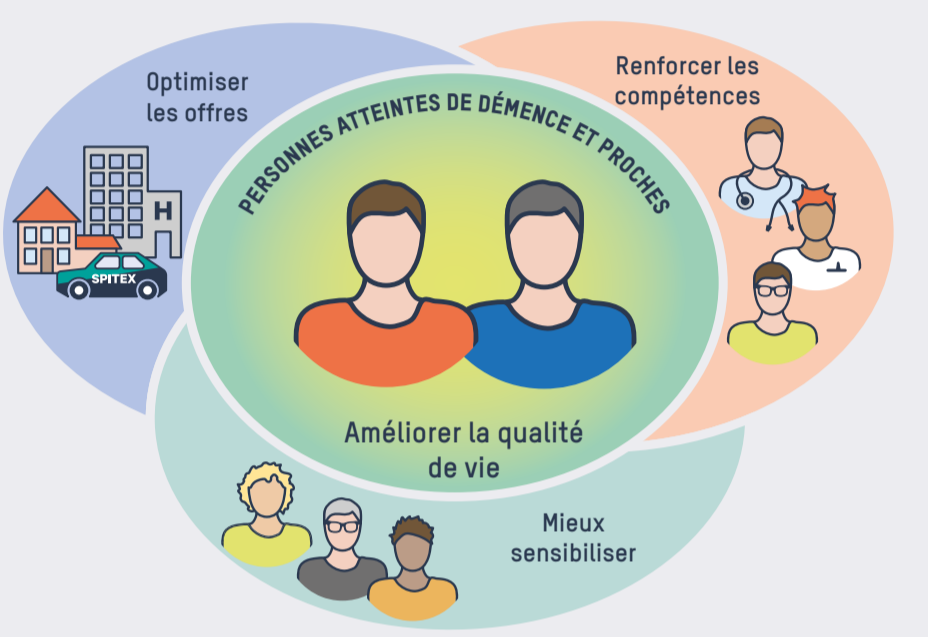 Optimiser
les offres
H
SPITEX
Renforcer les
compétences
PERSONNES ATTEINTES DE DÉMENCE ET PROCHES
Améliorer la qualité
de vie
Mieux
sensibiliser